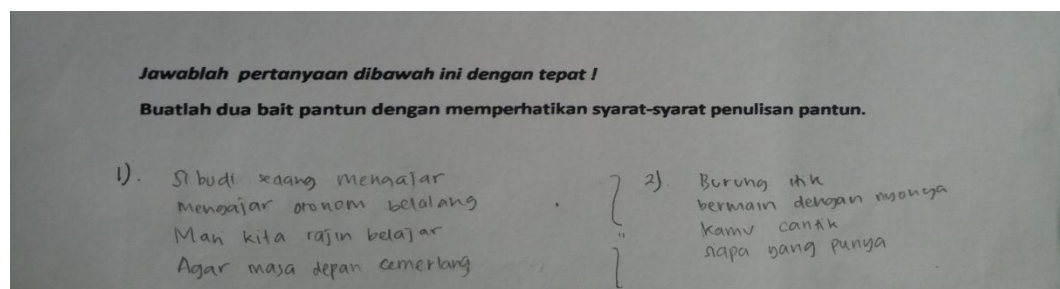 Jawablah pertanyaan dibawah ini dengan tepat !
Buatlah dua bait pantun dengan memperhatikan syarat-syarat penulisan pantun.
1). Si budi sedang mengajar
Mengajar otonom belalang
Mari kita rajin belajar
Agar masa depan cemerlang
2). Burung itik
bermain dengan nyonya
Kamu cantik
siapa yang punya